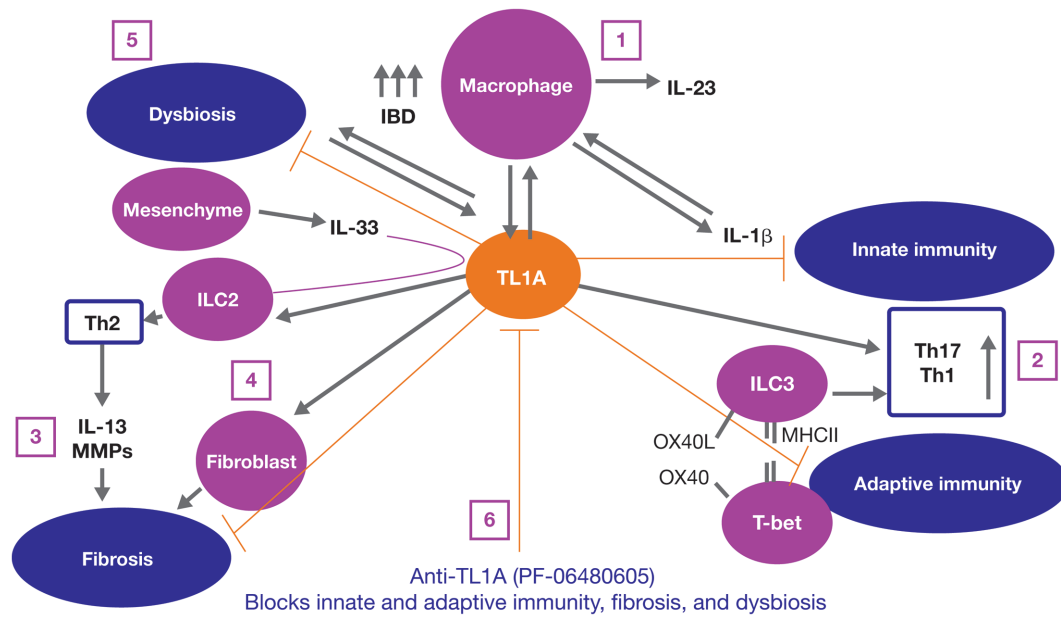 5
1
Macrophage
IL-23
IBD
Dysbiosis
Mesenchyme
IL-33
IL-1β
Innate immunity
TL1A
ILC2
Th2
Th17
Th1
2
ILC3
4
3
IL-13
MMPs
Fibroblast
OX40L
MHCII
OX40
Adaptive immunity
T-bet
6
Fibrosis
Anti-TL1A (PF-06480605)
Blocks innate and adaptive immunity, fibrosis, and dysbiosis